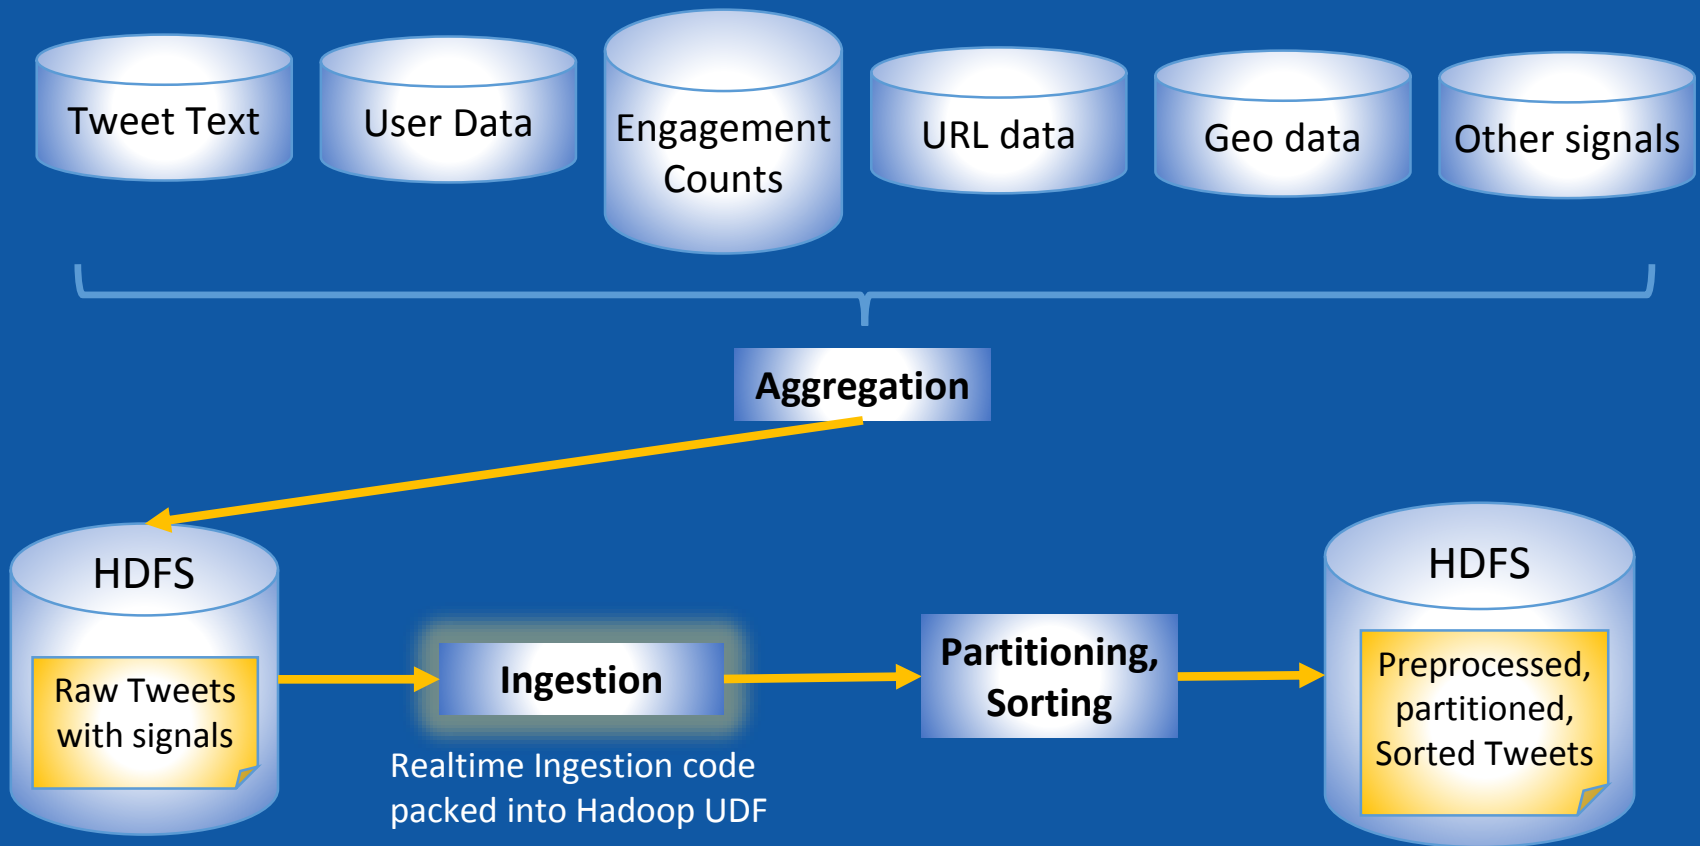 Tweet Text
User Data
Engagement
Counts
URL data
Geo data
Other signals
Aggregation
HDFS
Raw Tweets
with signals
Ingestion
Realtime Ingestion code
packed into Hadoop UDF
Partitioning,
Sorting
HDFS
Preprocessed,
partitioned,
Sorted Tweets